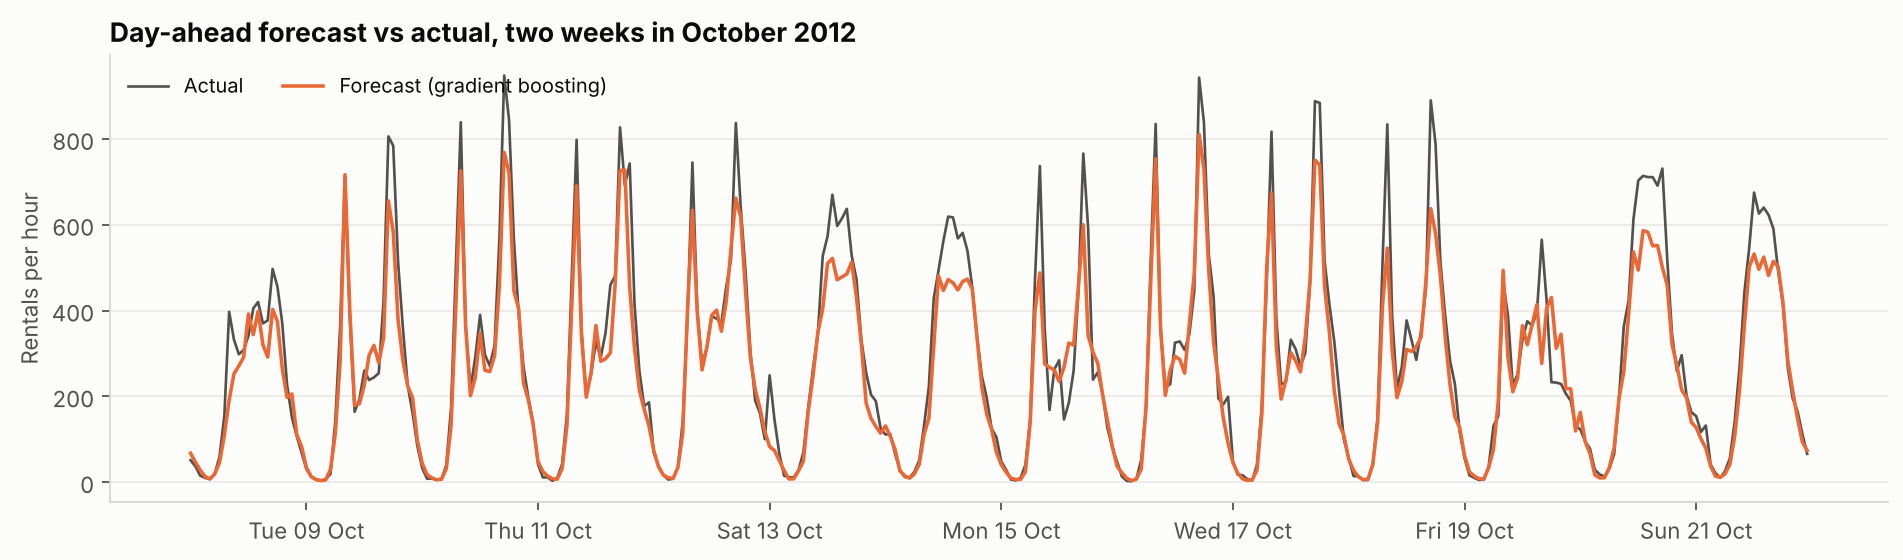 Day-ahead forecast vs actual, two weeks in October 2012
Actual
Forecast (gradient boosting)
Rentals per hour
800
600
400
200
0
Tue 09 Oct
Thu 11 Oct
Sat 13 Oct
Mon 15 Oct
Wed 17 Oct
Fri 19 Oct
Sun 21 Oct